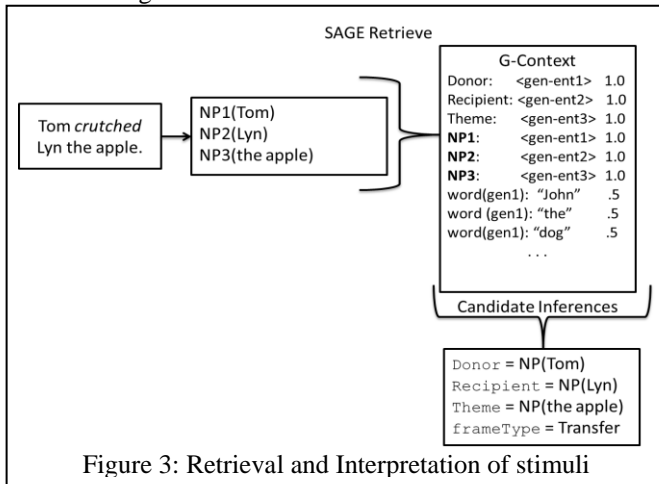 SAGE Retrieve
Tom crutched
Lyn the apple.
NP1(Tom)
NP2(Lyn)
NP3(the apple)
G-Context
Donor: <gen-ent1> 1.0
Recipient: <gen-ent2> 1.0
Theme: <gen-ent3> 1.0
NP1: <gen-ent1> 1.0
NP2: <gen-ent2> 1.0
NP3: <gen-ent3> 1.0
word(gen1): "John" .5
word (gen1): "the" .5
word(gen1): "dog" .5
. . .
Candidate Inferences
Donor = NP(Tom)
Recipient = NP(Lyn)
Theme = NP(the apple)
frameType = Transfer
Figure 3: Retrieval and Interpretation of stimuli